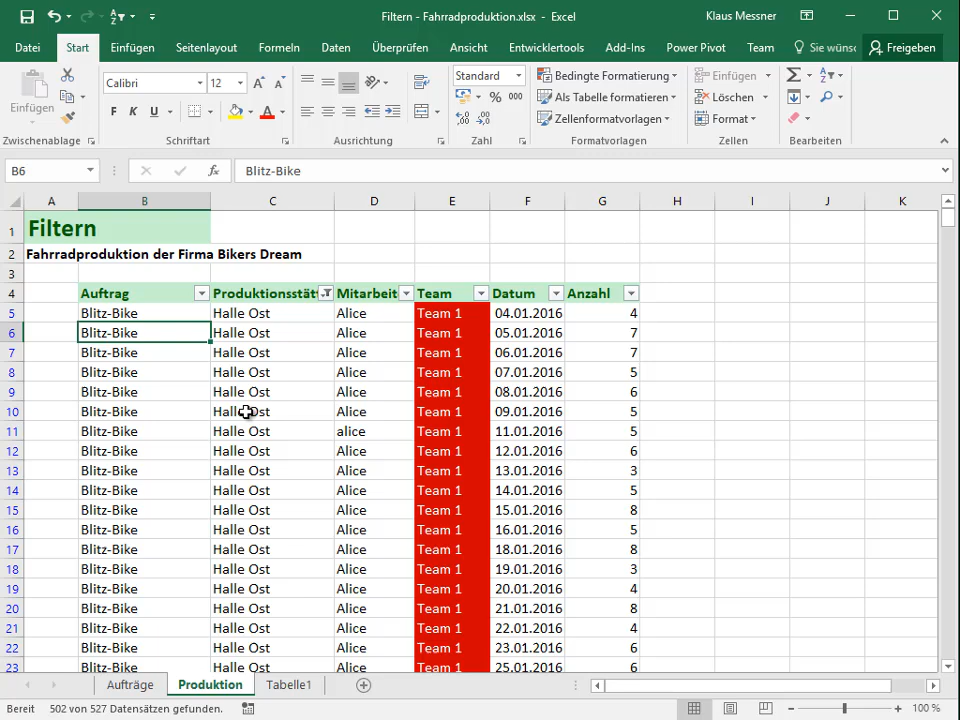 Filtern - Fahrradproduktion.xlsx - Excel
Klaus Messner
Datei Start Einfügen Seitenlayout Formeln Daten Überprüfen Ansicht Entwicklertools Add-Ins Power Pivot Team Sie wüns Freigeben
Einfügen
Calibri 12
F K U
Standard
% 000
Bedingte Formatierung
Als Tabelle formatieren
Zellenformatvorlagen
Einfügen
Löschen
Format
Zwischenablage Schriftart Ausrichtung Zahl Formatvorlagen Zellen Bearbeiten
B6 fx Blitz-Bike
A B C D E F G H I J K
1 Filtern
2 Fahrradproduktion der Firma Bikers Dream
3
4 Auftrag Produktionsstät Mitarbeit Team Datum Anzahl
5 Blitz-Bike Halle Ost Alice Team 1 04.01.2016 4
6 Blitz-Bike Halle Ost Alice Team 1 05.01.2016 7
7 Blitz-Bike Halle Ost Alice Team 1 06.01.2016 7
8 Blitz-Bike Halle Ost Alice Team 1 07.01.2016 5
9 Blitz-Bike Halle Ost Alice Team 1 08.01.2016 6
10 Blitz-Bike Halle Ost Alice Team 1 09.01.2016 5
11 Blitz-Bike Halle Ost alice Team 1 11.01.2016 5
12 Blitz-Bike Halle Ost Alice Team 1 12.01.2016 6
13 Blitz-Bike Halle Ost Alice Team 1 13.01.2016 3
14 Blitz-Bike Halle Ost Alice Team 1 14.01.2016 5
15 Blitz-Bike Halle Ost Alice Team 1 15.01.2016 8
16 Blitz-Bike Halle Ost Alice Team 1 16.01.2016 5
17 Blitz-Bike Halle Ost Alice Team 1 18.01.2016 8
18 Blitz-Bike Halle Ost Alice Team 1 19.01.2016 3
19 Blitz-Bike Halle Ost Alice Team 1 20.01.2016 4
20 Blitz-Bike Halle Ost Alice Team 1 21.01.2016 8
21 Blitz-Bike Halle Ost Alice Team 1 22.01.2016 4
22 Blitz-Bike Halle Ost Alice Team 1 23.01.2016 6
23 Blitz-Bike Halle Ost Alice Team 1 25.01.2016 6
Aufträge Produktion Tabelle1
Bereit 502 von 527 Datensätzen gefunden. 100 %